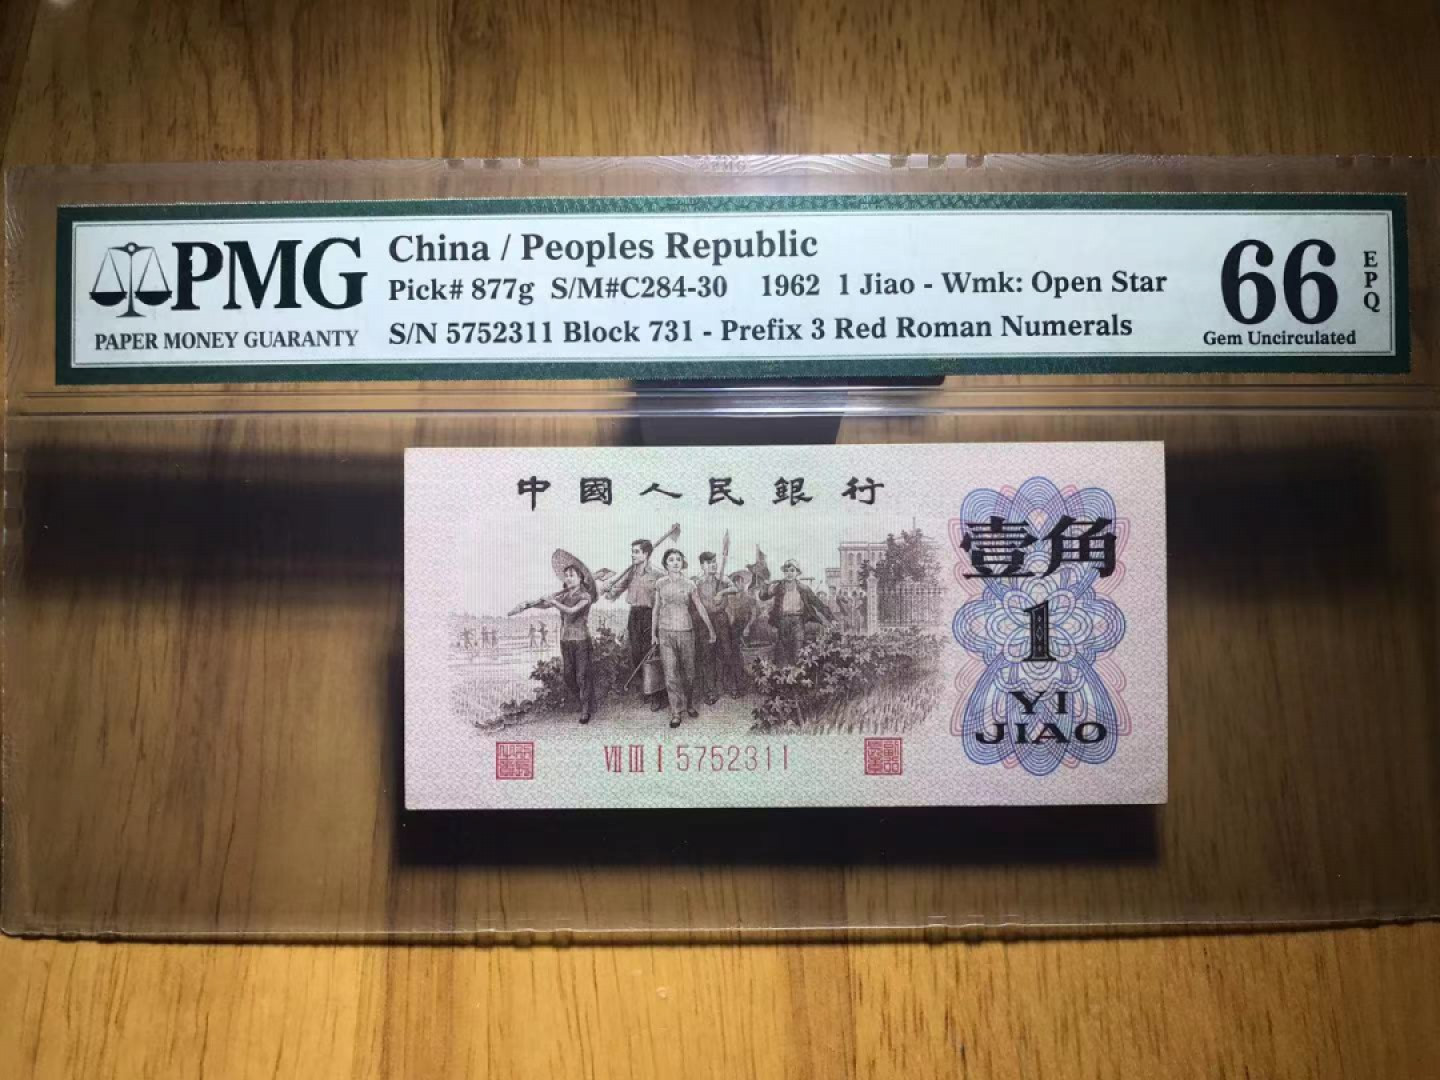 PMG
PAPER MONEY GUARANTY
China / Peoples Republic
Pick# 877g S/M#C284-30 1962 1 Jiao - Wmk: Open Star
S/N 5752311 Block 731 - Prefix 3 Red Roman Numerals
66
EPQ
Gem Uncirculated
中國人民銀行
壹角
1
YI
JIAO
VII III I 5752311